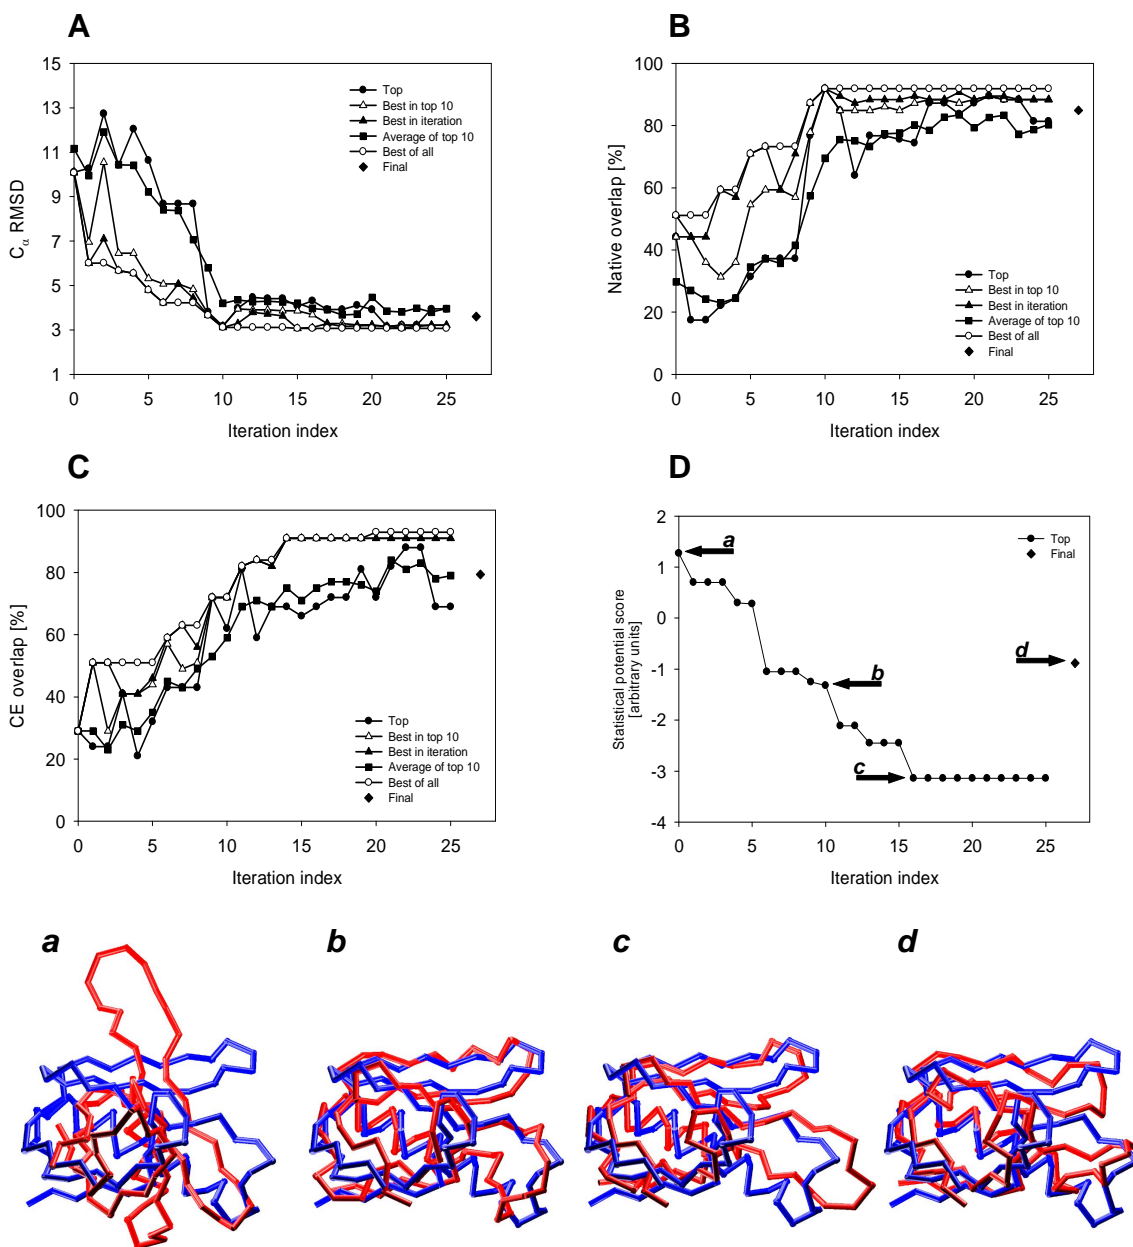 A
15
13
11
9
7
5
3
1
Cα RMSD
0 5 10 15 20 25
Iteration index
Top
Best in top 10
Best in iteration
Average of top 10
Best of all
Final
B
100
80
60
40
20
0
Native overlap [%]
0 5 10 15 20 25
Iteration index
Top
Best in top 10
Best in iteration
Average of top 10
Best of all
Final
C
100
80
60
40
20
0
CE overlap [%]
0 5 10 15 20 25
Iteration index
Top
Best in top 10
Best in iteration
Average of top 10
Best of all
Final
D
2
1
0
-1
-2
-3
-4
Statistical potential score
[arbitrary units]
0 5 10 15 20 25
Iteration index
Top
Final
a
b
c
d
a b c d